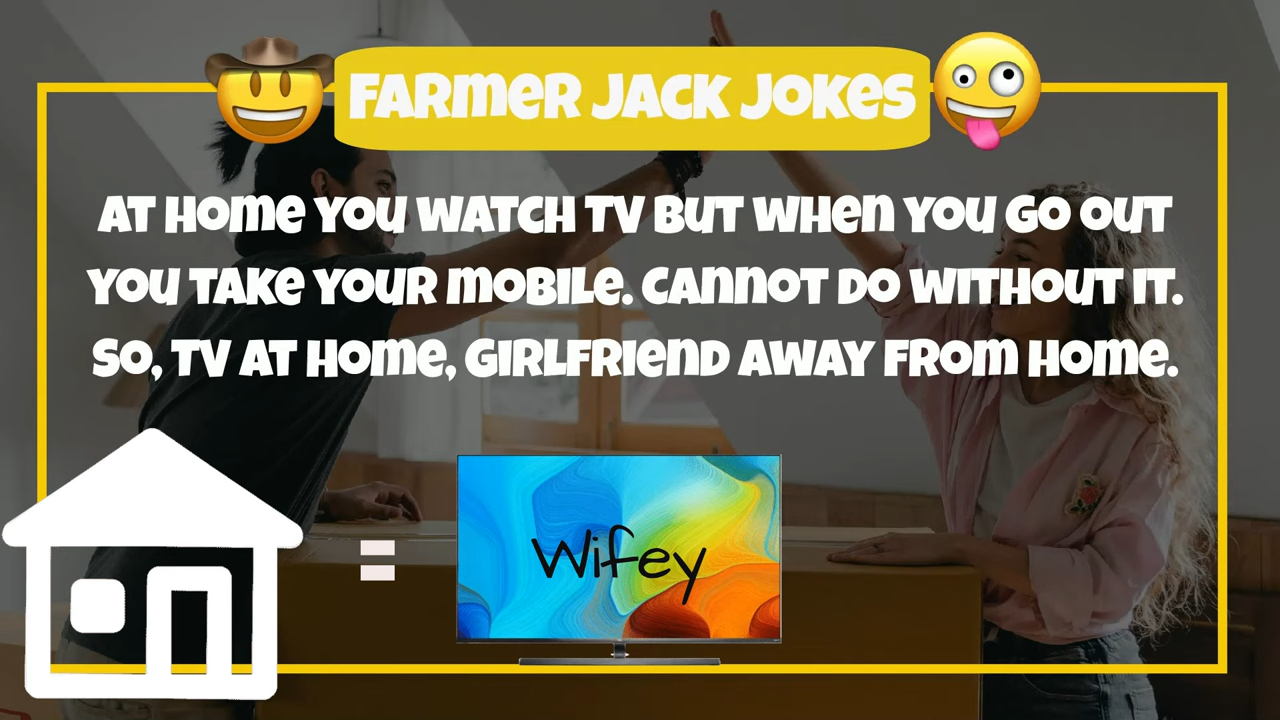 FARMER JACK JOKES
AT HOME YOU WATCH TV BUT WHEN YOU GO OUT
YOU TAKE YOUR MOBILE. CANNOT DO WITHOUT IT.
SO, TV AT HOME, GIRLFRIEND AWAY FROM HOME.
=
Wifey